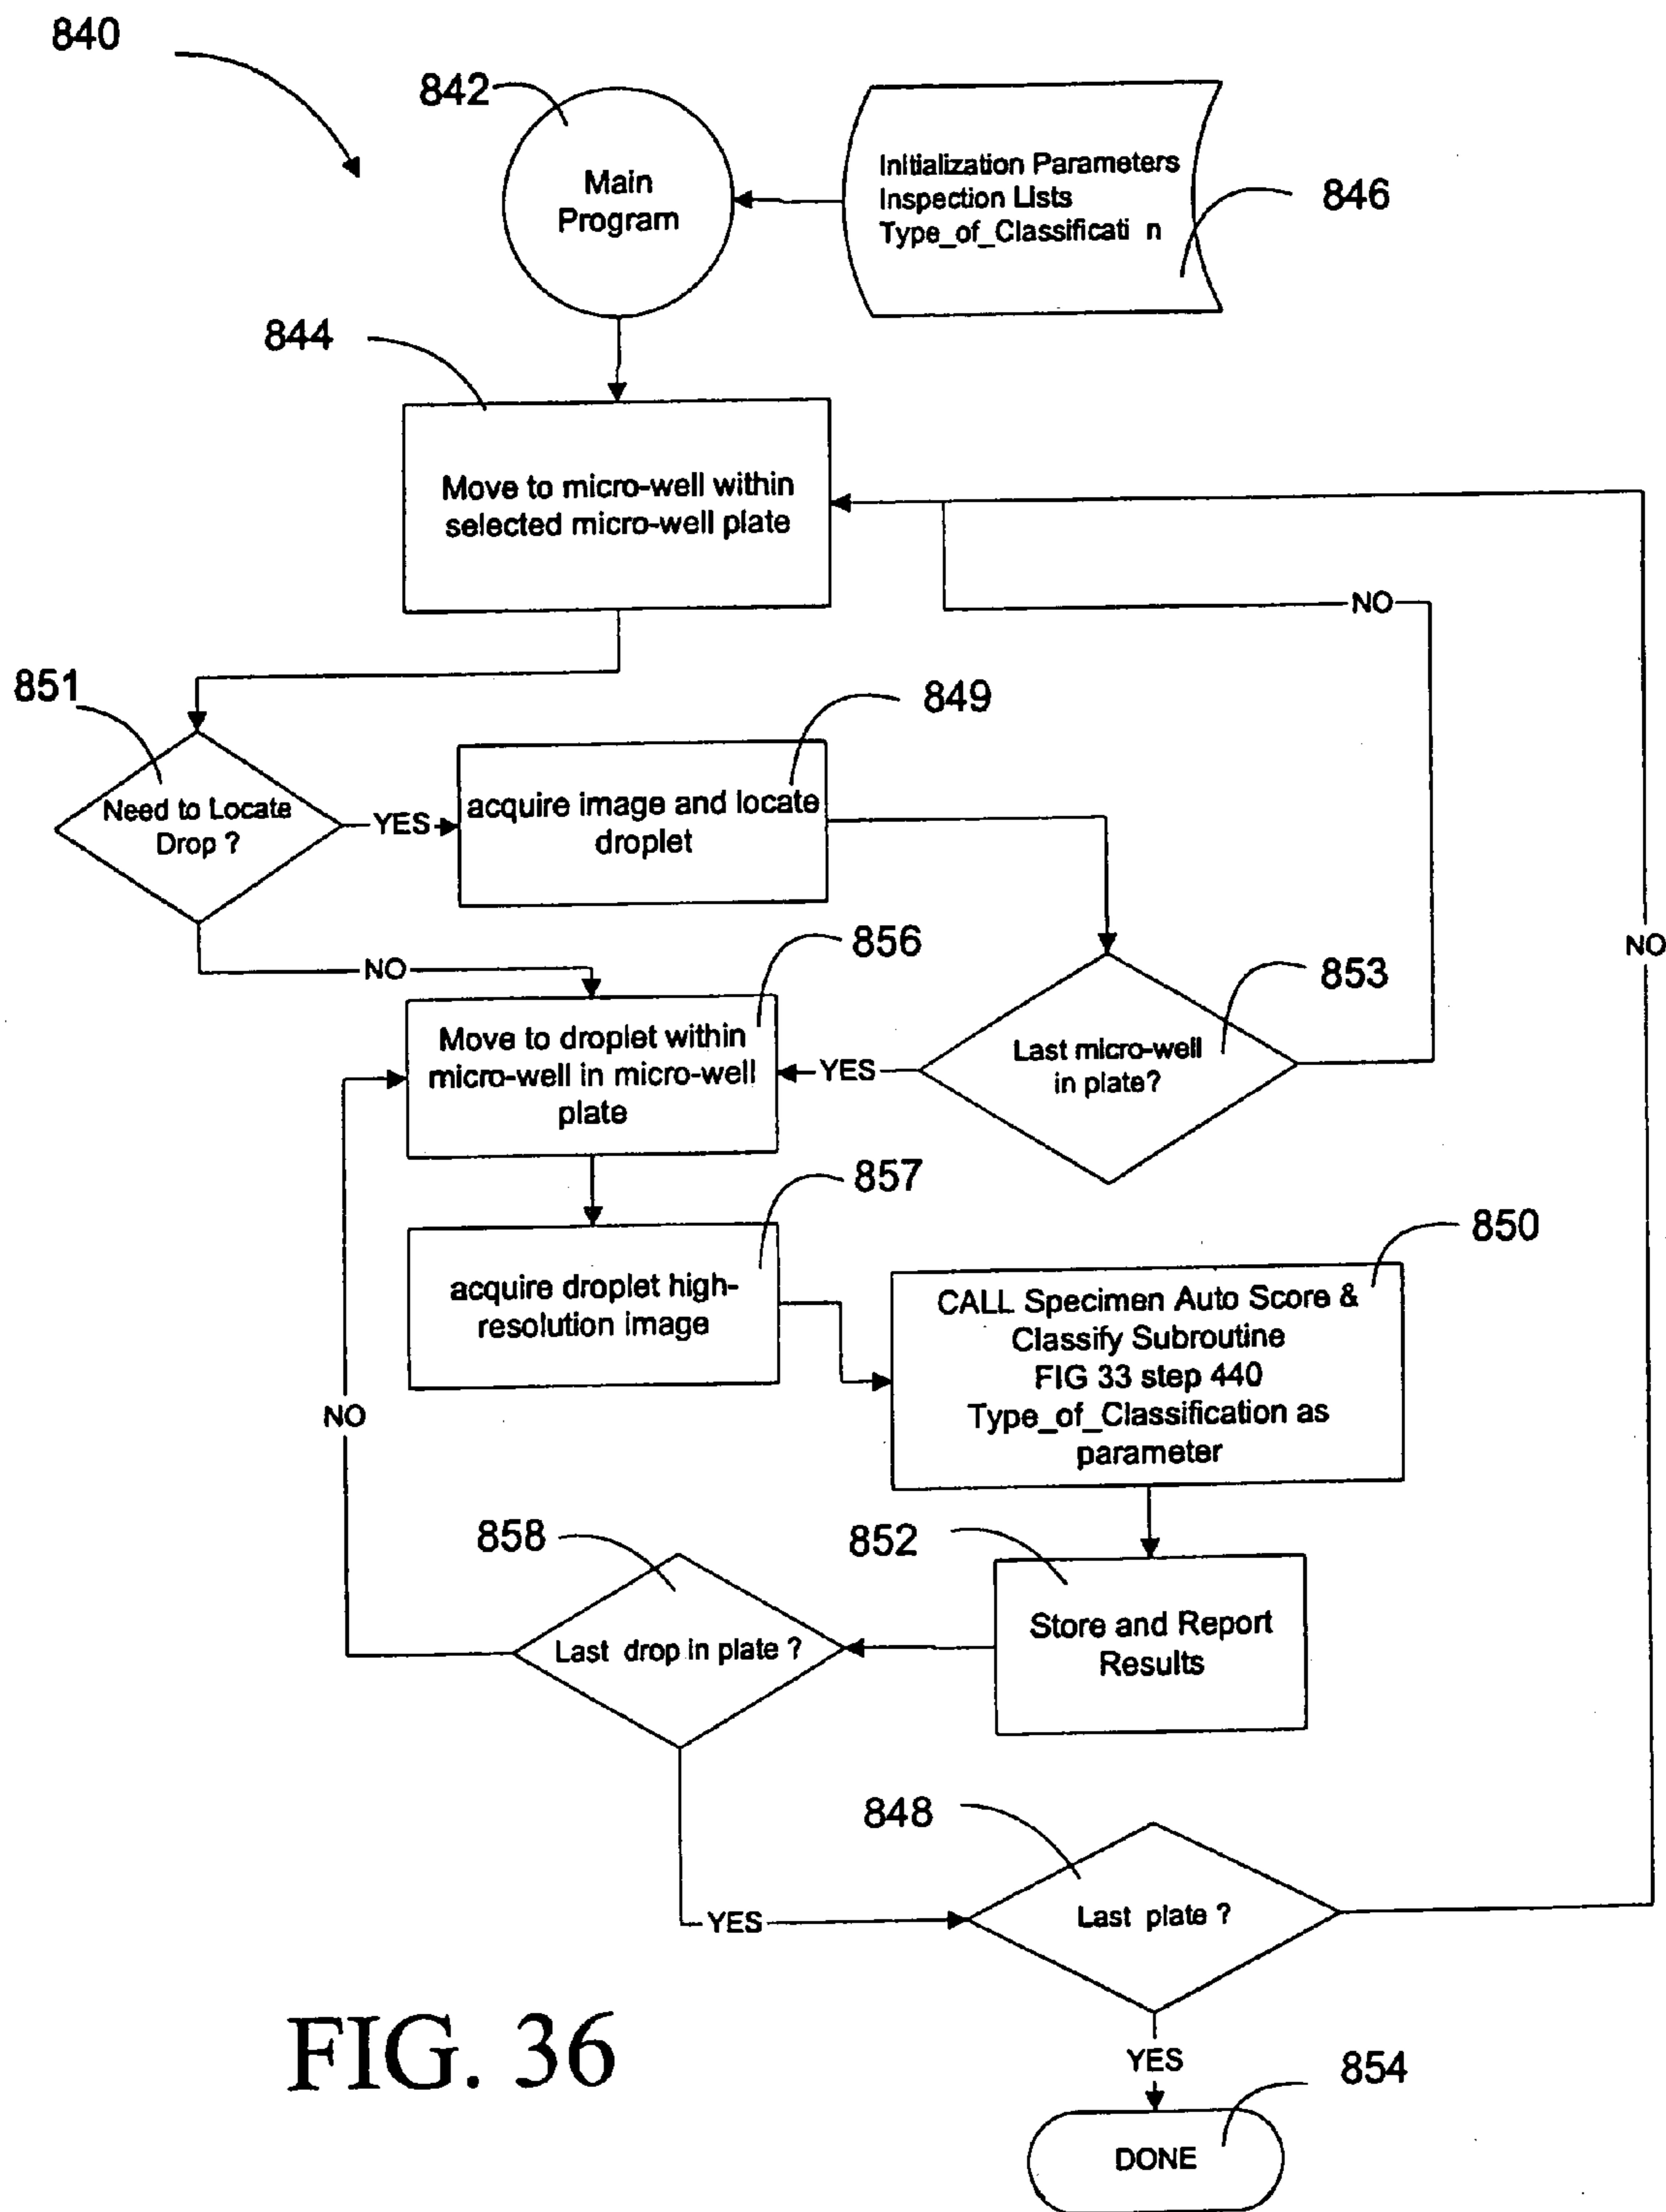 840
842
Main
Program
Initialization Parameters
Inspection Lists
Type_of_Classificati n
846
844
Move to micro-well within
selected micro-well plate
NO
851
Need to Locate
Drop ?
YES
849
acquire image and locate
droplet
NO
NO
856
Move to droplet within
micro-well in micro-well
plate
YES
853
Last micro-well
in plate?
857
acquire droplet high-
resolution image
850
CALL Specimen Auto Score &
Classify Subroutine
FIG 33 step 440
Type_of_Classification as
parameter
NO
858
Last drop in plate ?
852
Store and Report
Results
848
YES
Last plate ?
YES
854
DONE
FIG. 36